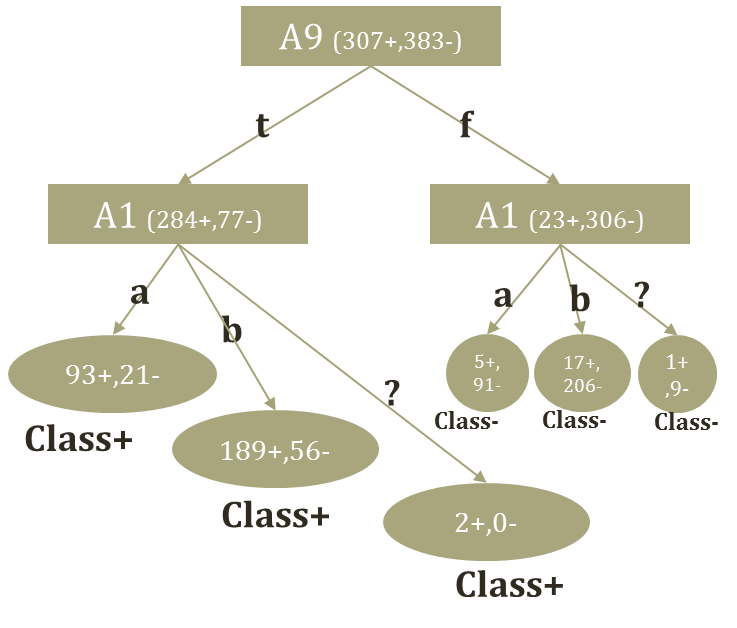 A9 (307+,383-)
t
f
A1 (284+,77-)
A1 (23+,306-)
a
b
?
a
b
?
93+,21-
Class+
189+,56-
Class+
2+,0-
Class+
5+,
91-
Class-
17+,
206-
Class-
1+
,9-
Class-